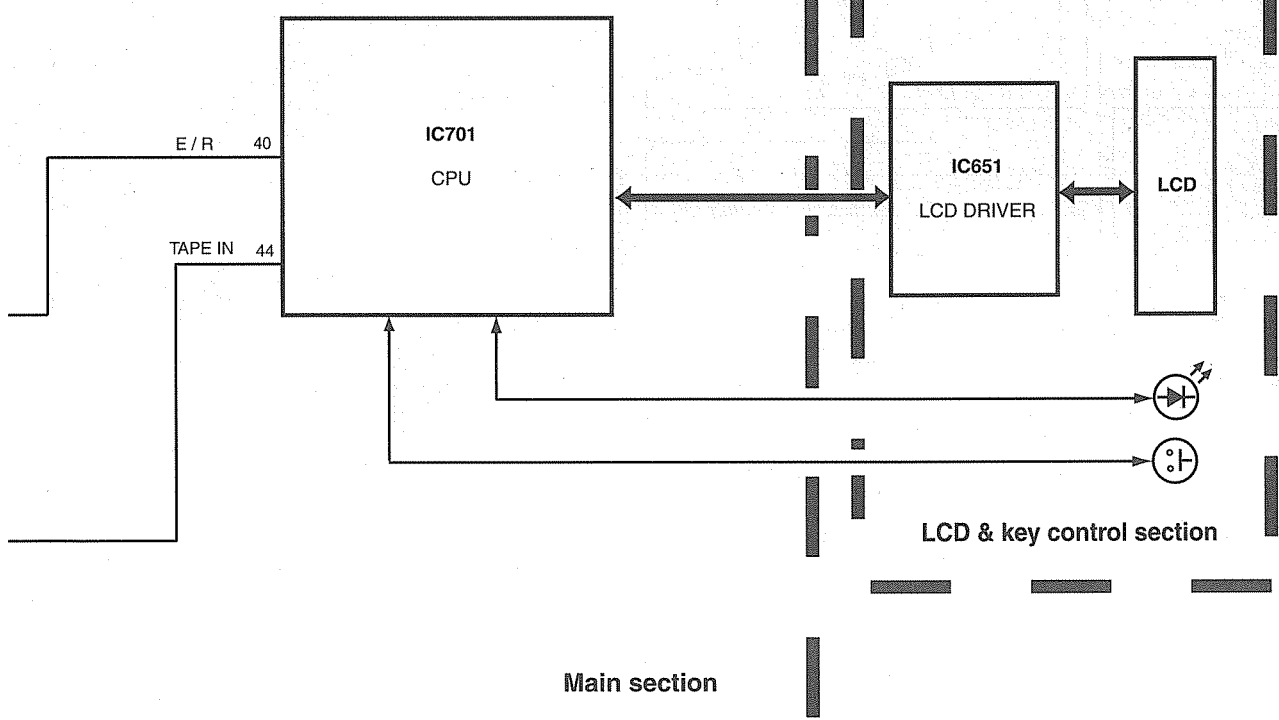 E / R 40
IC701
CPU
TAPE IN 44
IC651
LCD DRIVER
LCD
LCD & key control section
Main section